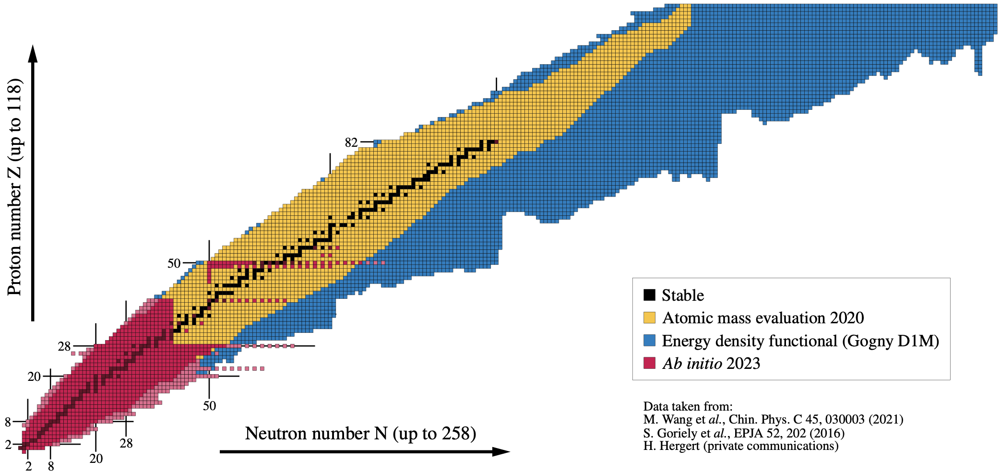 Proton number Z (up to 118)
82
50
28
20
8
2
2
8
20
28
50
Neutron number N (up to 258)
Stable
Atomic mass evaluation 2020
Energy density functional (Gogny D1M)
Ab initio 2023
Data taken from:
M. Wang et al., Chin. Phys. C 45, 030003 (2021)
S. Goriely et al., EPJA 52, 202 (2016)
H. Hergert (private communications)